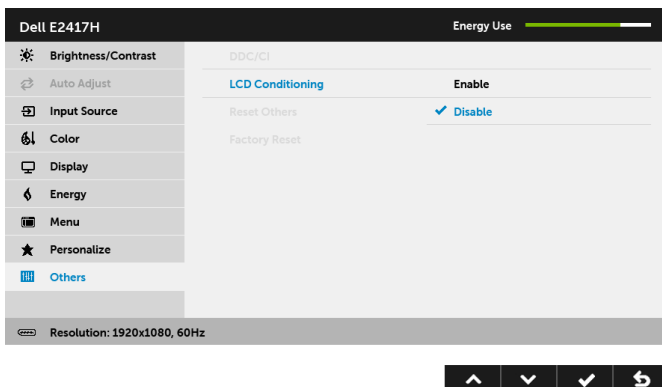 Dell E2417H
Energy Use
Brightness/Contrast
DDC/CI
Auto Adjust
LCD Conditioning
Enable
Input Source
Reset Others
Disable
Color
Factory Reset
Display
Energy
Menu
Personalize
Others
Resolution: 1920x1080, 60Hz